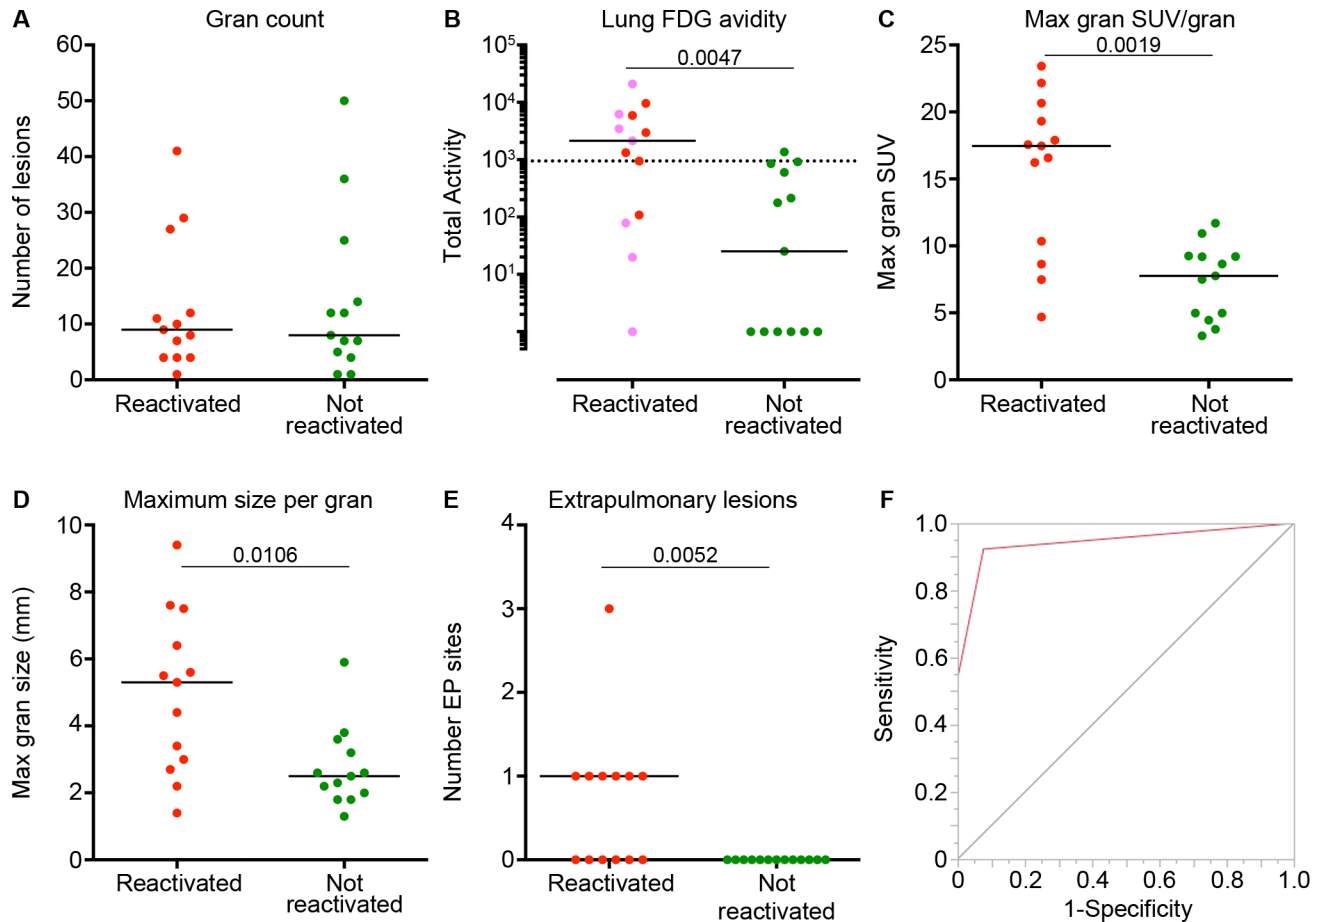 A
Gran count
Number of lesions
60
50
40
30
20
10
0
Reactivated
Not
reactivated
B
Lung FDG avidity
Total Activity
10^5
10^4
10^3
10^2
10^1
0.0047
Reactivated
Not
reactivated
C
Max gran SUV/gran
Max gran SUV
25
20
15
10
5
0
0.0019
Reactivated
Not
reactivated
D
Maximum size per gran
Max gran size (mm)
10
8
6
4
2
0
0.0106
Reactivated
Not
reactivated
E
Extrapulmonary lesions
Number EP sites
4
3
2
1
0
0.0052
Reactivated
Not
reactivated
F
Sensitivity
1.0
0.8
0.6
0.4
0.2
0
0 0.2 0.4 0.6 0.8 1.0
1-Specificity